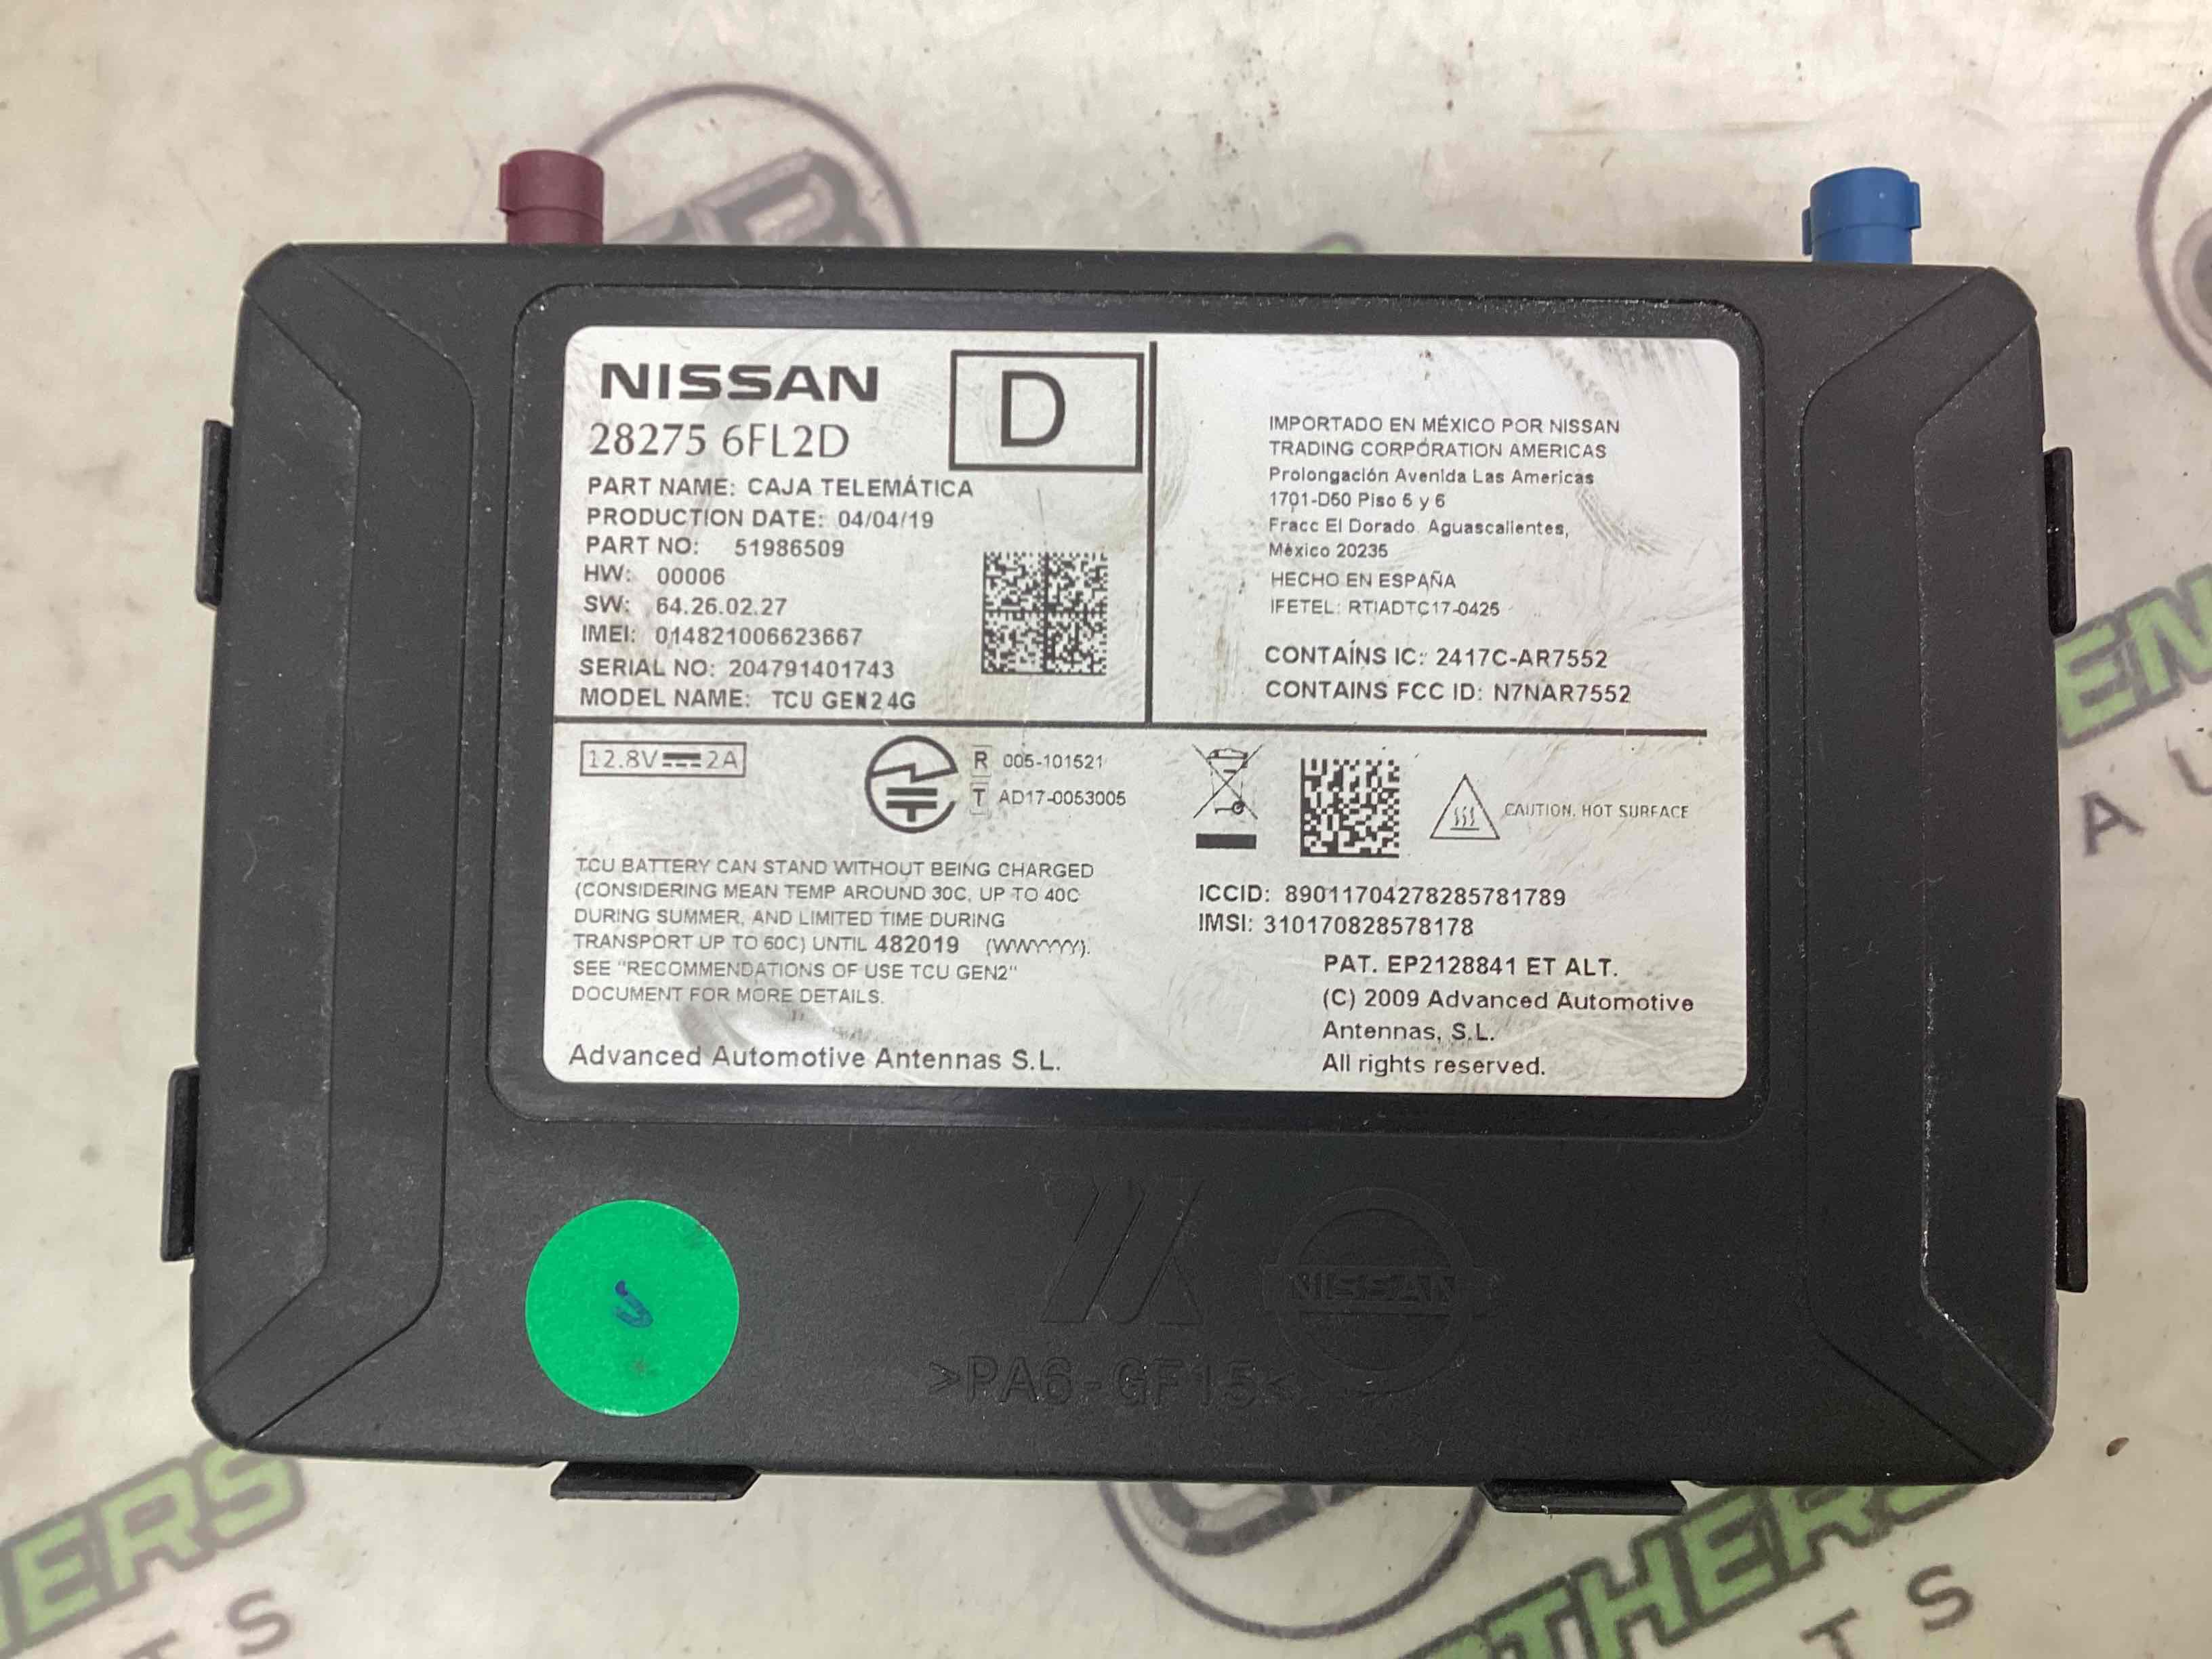 NISSAN
D
28275 6FL2D
PART NAME: CAJA TELEMÁTICA
PRODUCTION DATE: 04/04/19
PART NO: 51986509
HW: 00006
SW: 64.26.02.27
IMEI: 014821006623667
SERIAL NO: 204791401743
MODEL NAME: TCU GEN2 4G
IMPORTADO EN MÉXICO POR NISSAN
TRADING CORPORATION AMERICAS
Prolongación Avenida Las Americas
1701-D50 Piso 5 y 6
Fracc El Dorado. Aguascalientes,
México 20235
HECHO EN ESPAÑA
IFETEL: RTIADTC17-0425
CONTAINS IC: 2417C-AR7552
CONTAINS FCC ID: N7NAR7552
12.8V 2A
R 005-101521
T AD17-0053005
CAUTION, HOT SURFACE
TCU BATTERY CAN STAND WITHOUT BEING CHARGED
(CONSIDERING MEAN TEMP AROUND 30C, UP TO 40C
DURING SUMMER, AND LIMITED TIME DURING
TRANSPORT UP TO 60C) UNTIL 482019 (WWYYYY).
SEE "RECOMMENDATIONS OF USE TCU GEN2"
DOCUMENT FOR MORE DETAILS.
Advanced Automotive Antennas S.L.
ICCID: 89011704278285781789
IMSI: 310170828578178
PAT. EP2128841 ET ALT.
(C) 2009 Advanced Automotive
Antennas, S.L.
All rights reserved.
NISSAN
>PA6-GF15<